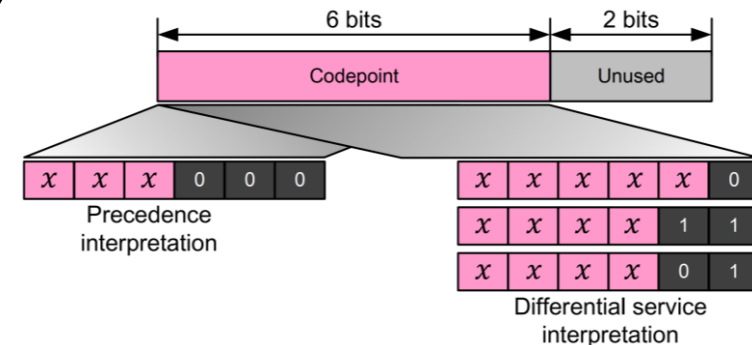 6 bits 2 bits
Codepoint Unused
x x x 0 0 0
Precedence
interpretation
x x x x x 0
x x x x 1 1
x x x x 0 1
Differential service
interpretation